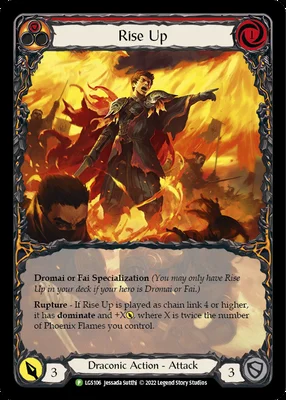 Rise Up
Dromai or Fai Specialization (You may only have Rise
Up in your deck if your hero is Dromai or Fai.)
Rupture - If Rise Up is played as chain link 4 or higher,
it has dominate and +X, where X is twice the number
of Phoenix Flames you control.
3
Draconic Action - Attack
3
P LGS106 Jessada Sutthi © 2022 Legend Story Studios